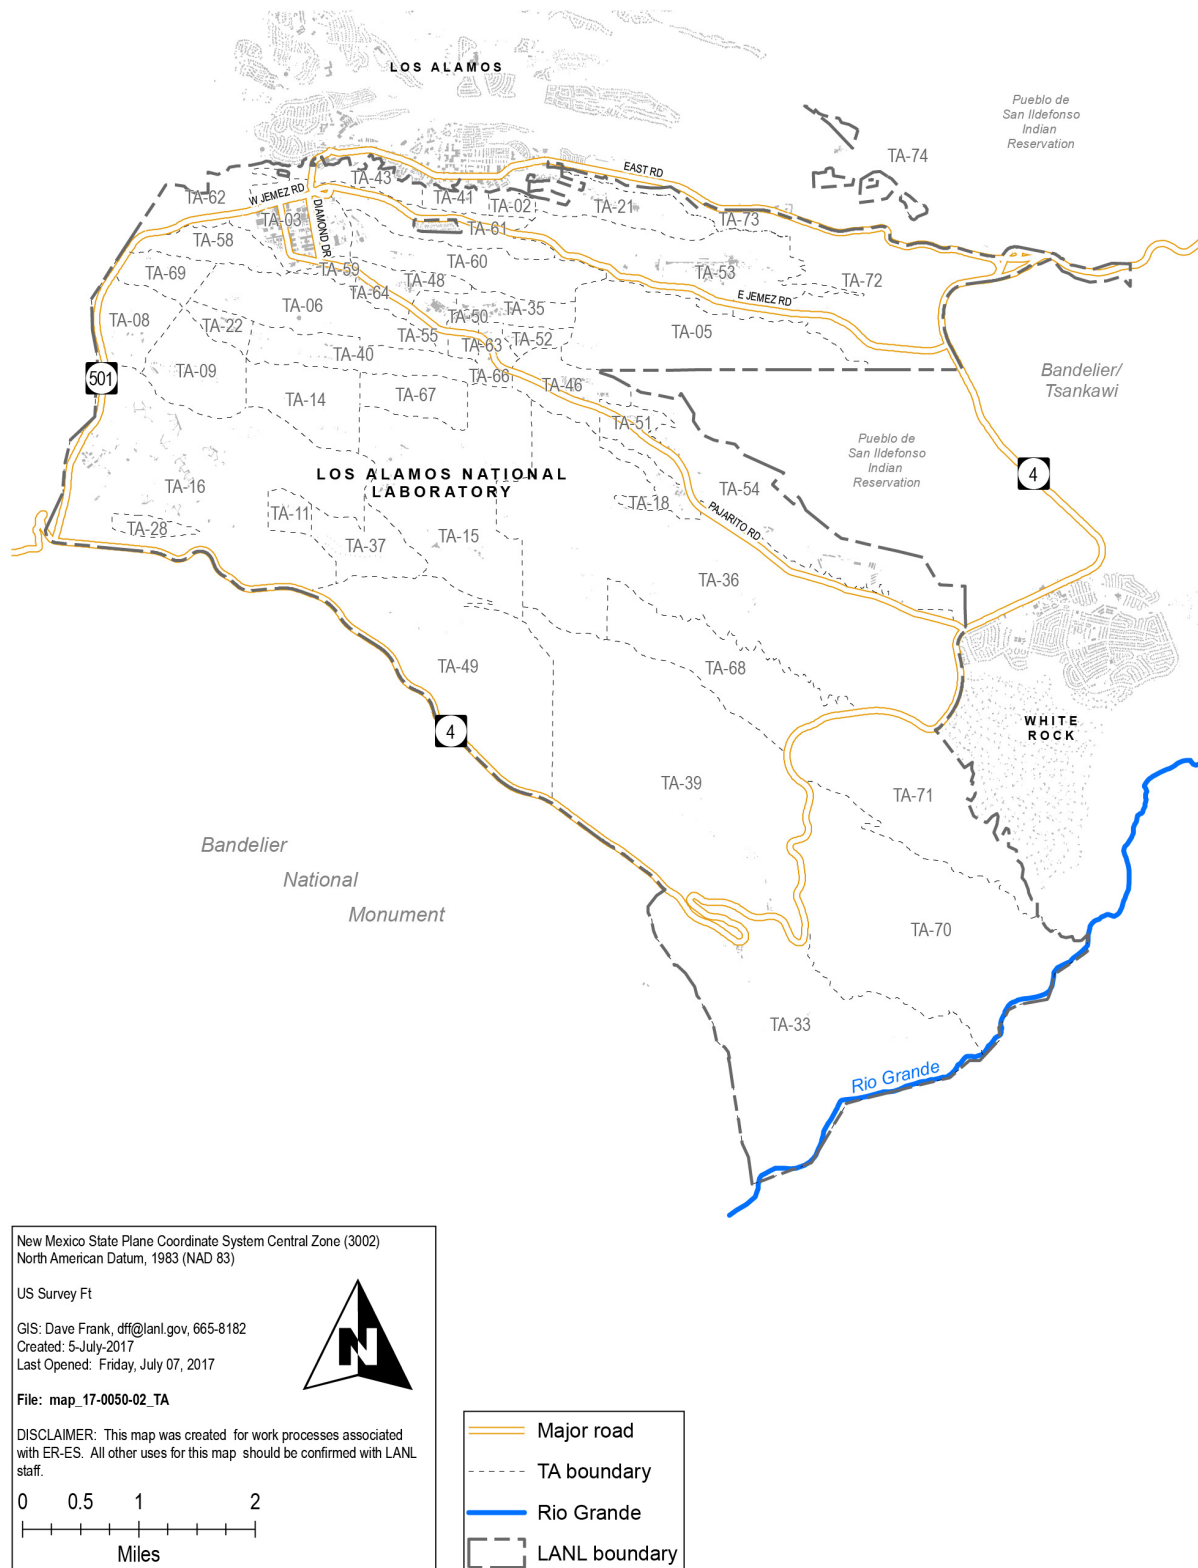 LOS ALAMOS
Pueblo de
San Ildefonso
Indian
Reservation
TA-74
EAST RD
TA-43
TA-62
W JEMEZ RD
TA-41
TA-02
TA-21
TA-03
DIAMOND DR
TA-73
TA-61
TA-58
TA-60
TA-59
TA-69
TA-48
TA-53
TA-72
TA-64
E JEMEZ RD
TA-06
TA-35
TA-50
TA-08
TA-22
TA-05
TA-55
TA-52
TA-63
TA-40
501
TA-09
TA-66
TA-46
Bandelier/
Tsankawi
TA-14
TA-67
TA-51
Pueblo de
San Ildefonso
Indian
Reservation
LOS ALAMOS NATIONAL
LABORATORY
4
TA-16
TA-54
TA-18
PAJARITO RD
TA-11
TA-28
TA-15
TA-37
TA-36
TA-49
TA-68
WHITE
ROCK
4
TA-39
TA-71
Bandelier
National
Monument
TA-70
TA-33
Rio Grande
New Mexico State Plane Coordinate System Central Zone (3002)
North American Datum, 1983 (NAD 83)
US Survey Ft
GIS: Dave Frank, dff@lanl.gov, 665-8182
Created: 5-July-2017
Last Opened: Friday, July 07, 2017
N
File: map_17-0050-02_TA
DISCLAIMER: This map was created for work processes associated
with ER-ES. All other uses for this map should be confirmed with LANL
staff.
0 0.5 1 2
Miles
Major road
TA boundary
Rio Grande
LANL boundary